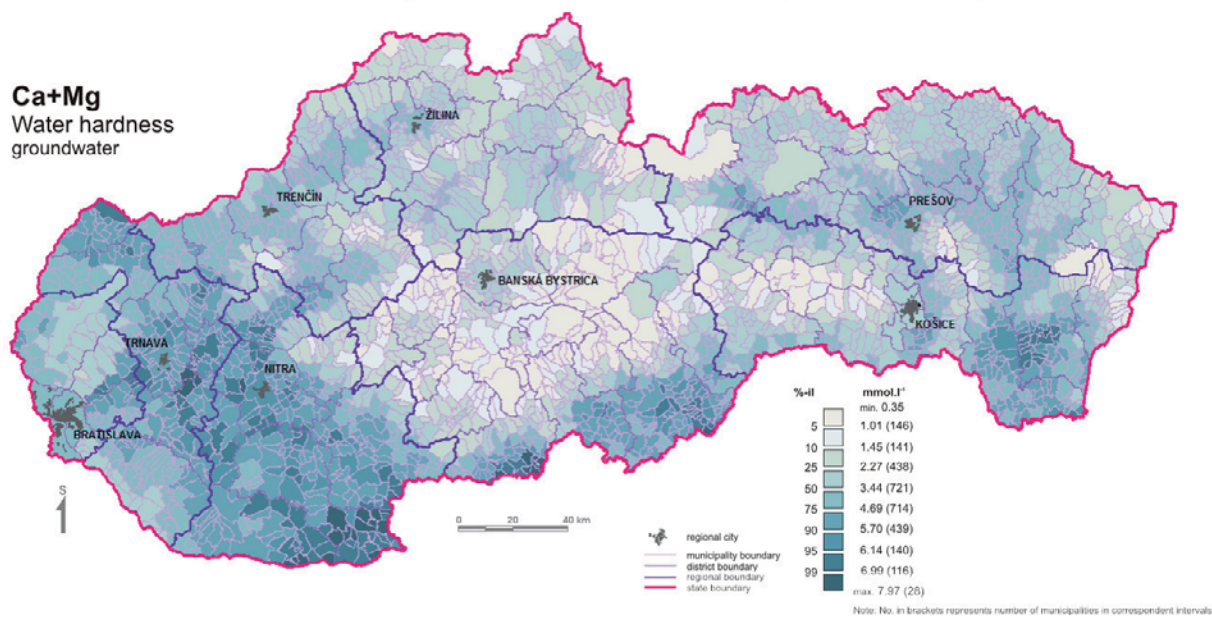 Ca+Mg
Water hardness
groundwater
ŽILINA
TRENČÍN
PREŠOV
BANSKÁ BYSTRICA
KOŠICE
TRNAVA
NITRA
BRATISLAVA
S
0 20 40 km
regional city
municipality boundary
district boundary
regional boundary
state boundary
%-il mmol.l⁻¹
min. 0.35
5 1.01 (146)
10 1.45 (141)
25 2.27 (438)
50 3.44 (721)
75 4.69 (714)
90 5.70 (439)
95 6.14 (140)
99 6.99 (116)
max. 7.97 (28)
Note: No. in brackets represents number of municipalities in correspondent intervals